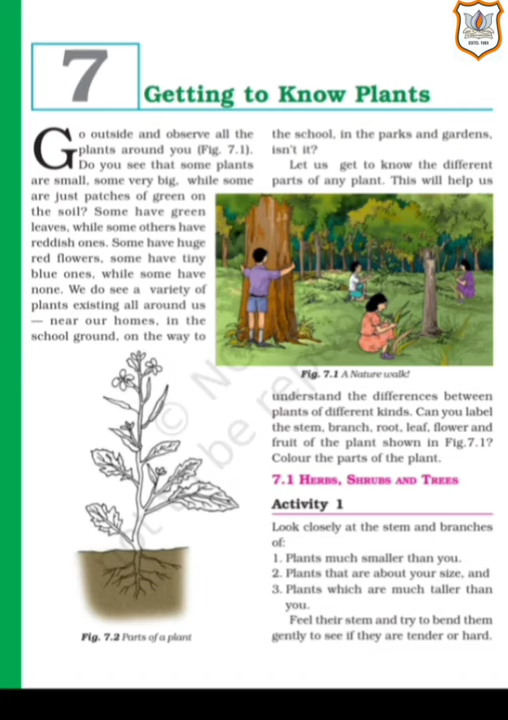 ESTD. 1984
7
Getting to Know Plants
Go outside and observe all the
plants around you (Fig. 7.1).
Do you see that some plants
are small, some very big, while some
are just patches of green on
the soil? Some have green
leaves, while some others have
reddish ones. Some have huge
red flowers, some have tiny
blue ones, while some have
none. We do see a variety of
plants existing all around us
— near our homes, in the
school ground, on the way to
Fig. 7.2 Parts of a plant
the school, in the parks and gardens,
isn't it?
Let us get to know the different
parts of any plant. This will help us
Fig. 7.1 A Nature walk!
understand the differences between
plants of different kinds. Can you label
the stem, branch, root, leaf, flower and
fruit of the plant shown in Fig.7.1?
Colour the parts of the plant.
7.1 HERBS, SHRUBS AND TREES
Activity 1
Look closely at the stem and branches
of:
1. Plants much smaller than you.
2. Plants that are about your size, and
3. Plants which are much taller than
you.
Feel their stem and try to bend them
gently to see if they are tender or hard.